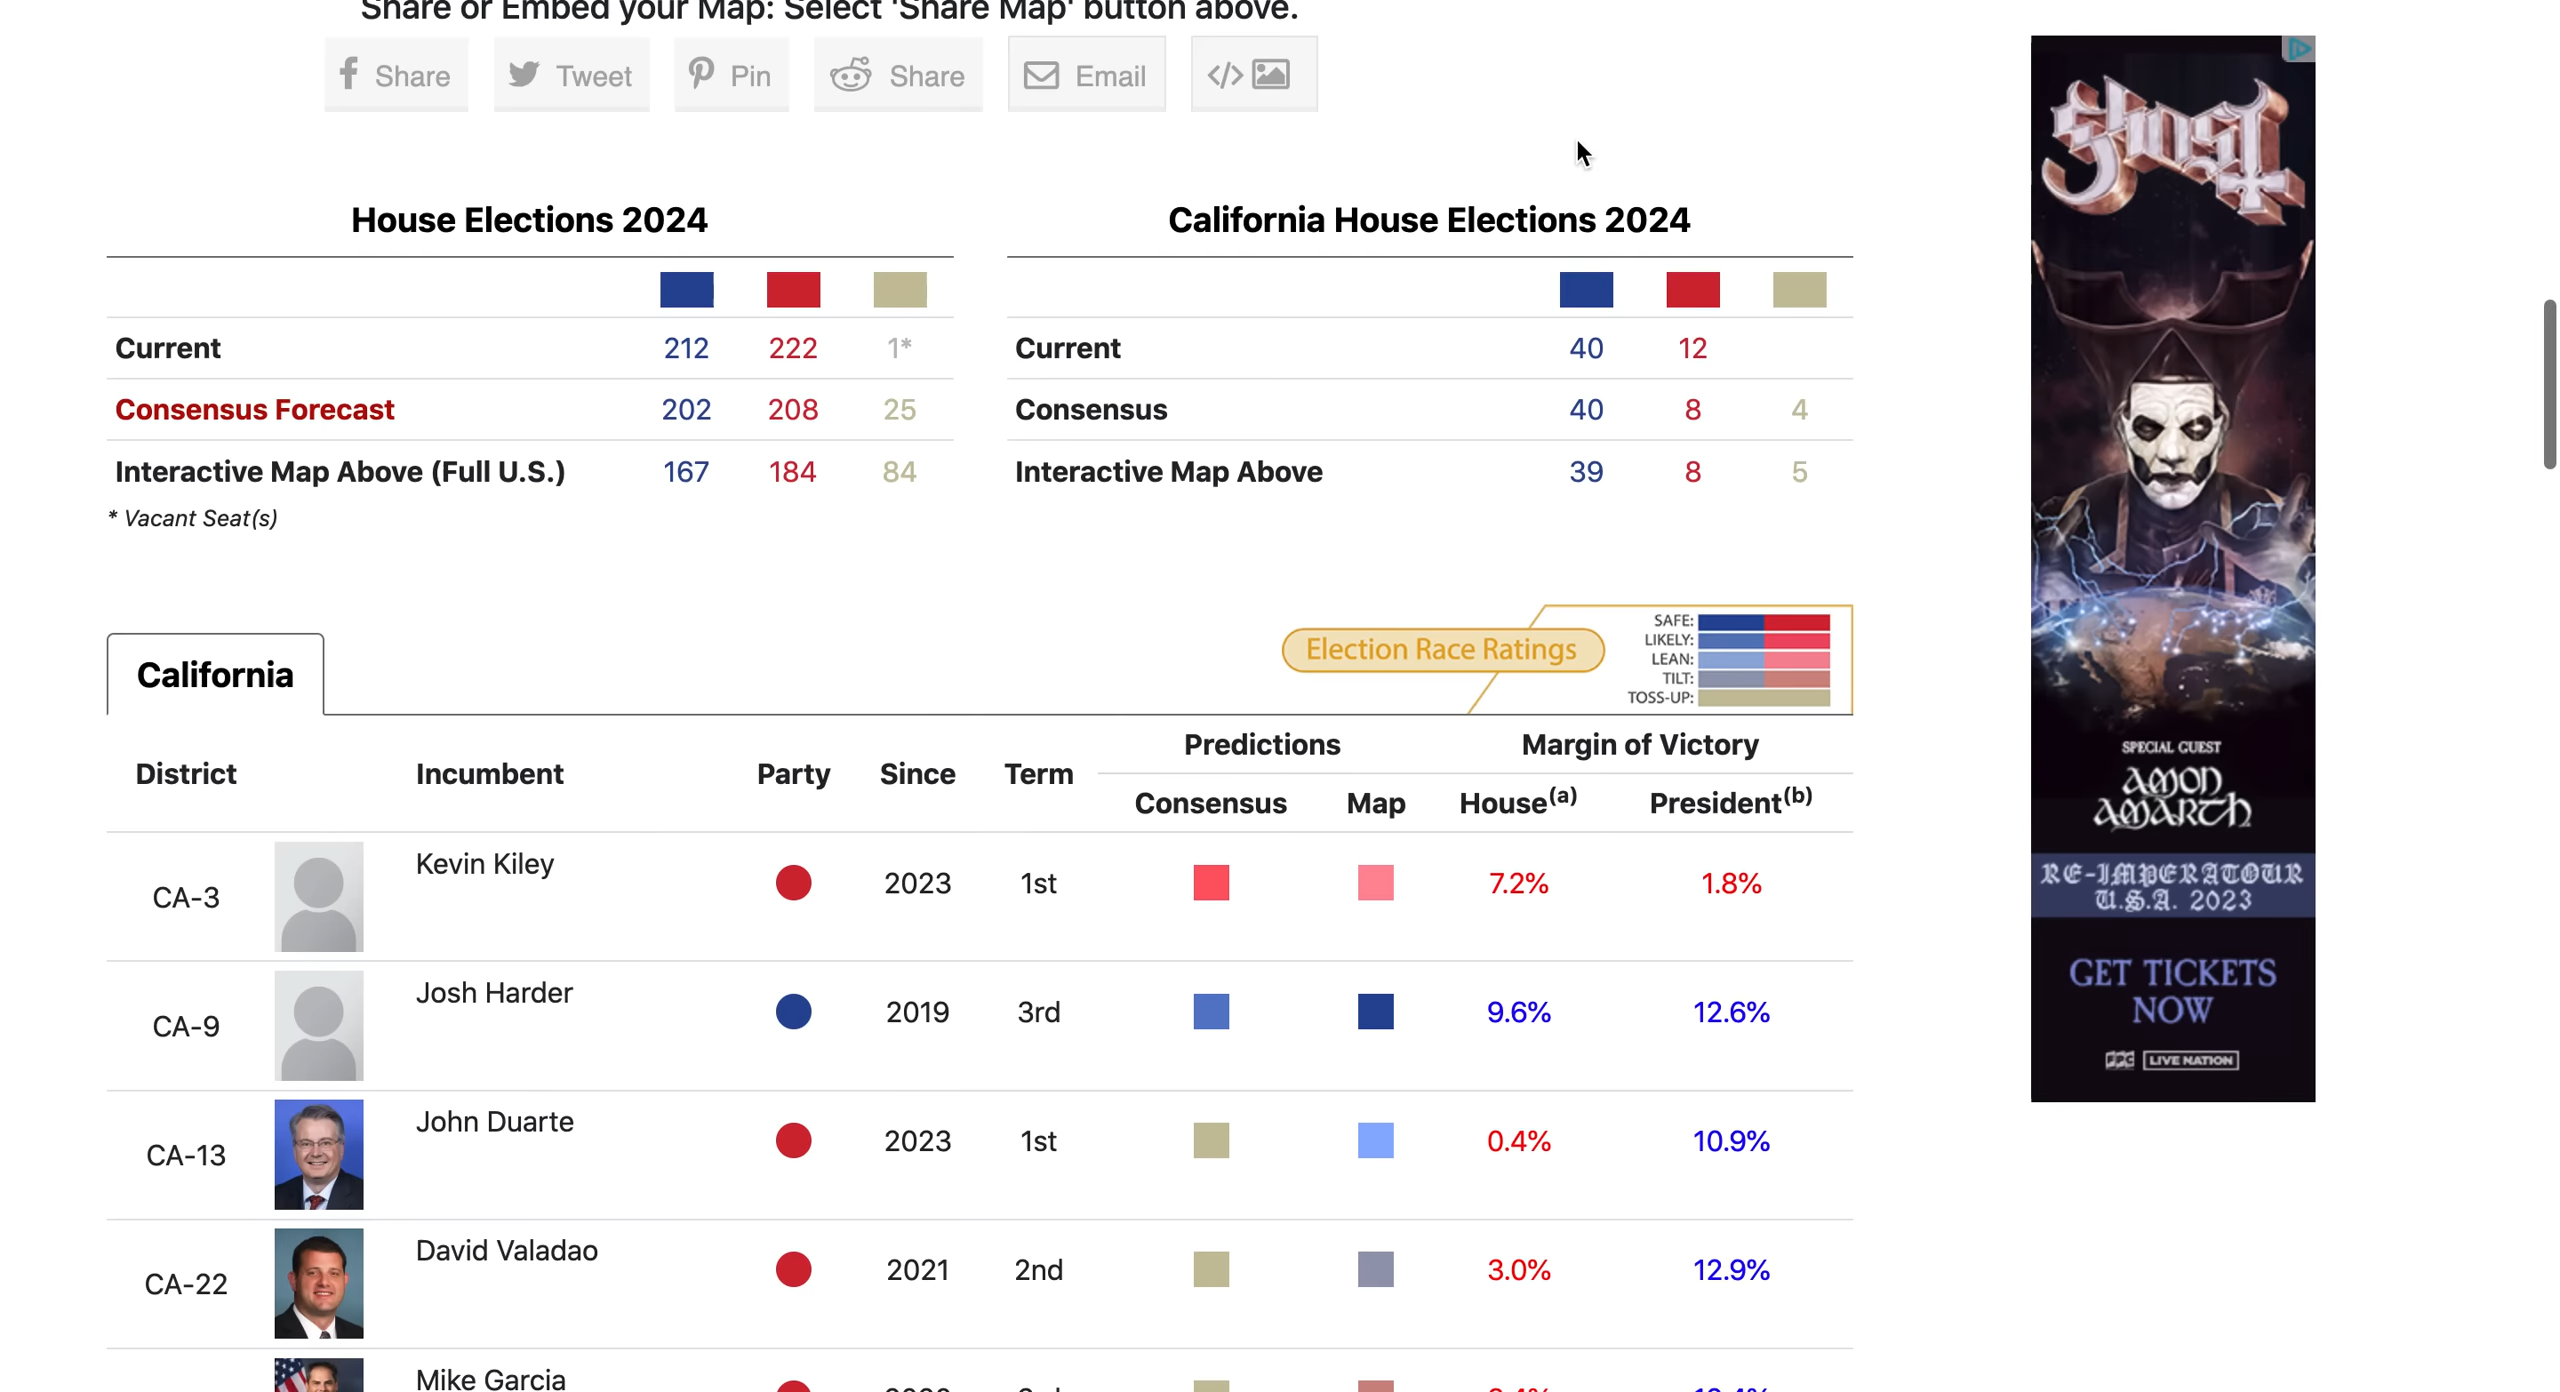 Share or Embed your Map: Select 'Share Map' button above.
Share Tweet Pin Share Email </>
House Elections 2024
Current 212 222 1*
Consensus Forecast 202 208 25
Interactive Map Above (Full U.S.) 167 184 84
* Vacant Seat(s)
California House Elections 2024
Current 40 12
Consensus 40 8 4
Interactive Map Above 39 8 5
California
Election Race Ratings
SAFE:
LIKELY:
LEAN:
TILT:
TOSS-UP:
Predictions Margin of Victory
District Incumbent Party Since Term Consensus Map House(a) President(b)
CA-3 Kevin Kiley 2023 1st 7.2% 1.8%
CA-9 Josh Harder 2019 3rd 9.6% 12.6%
CA-13 John Duarte 2023 1st 0.4% 10.9%
CA-22 David Valadao 2021 2nd 3.0% 12.9%
Mike Garcia
Ghost
SPECIAL GUEST
AMON
AMARTH
RE-IMPERATOUR
U.S.A. 2023
GET TICKETS
NOW
LIVE NATION